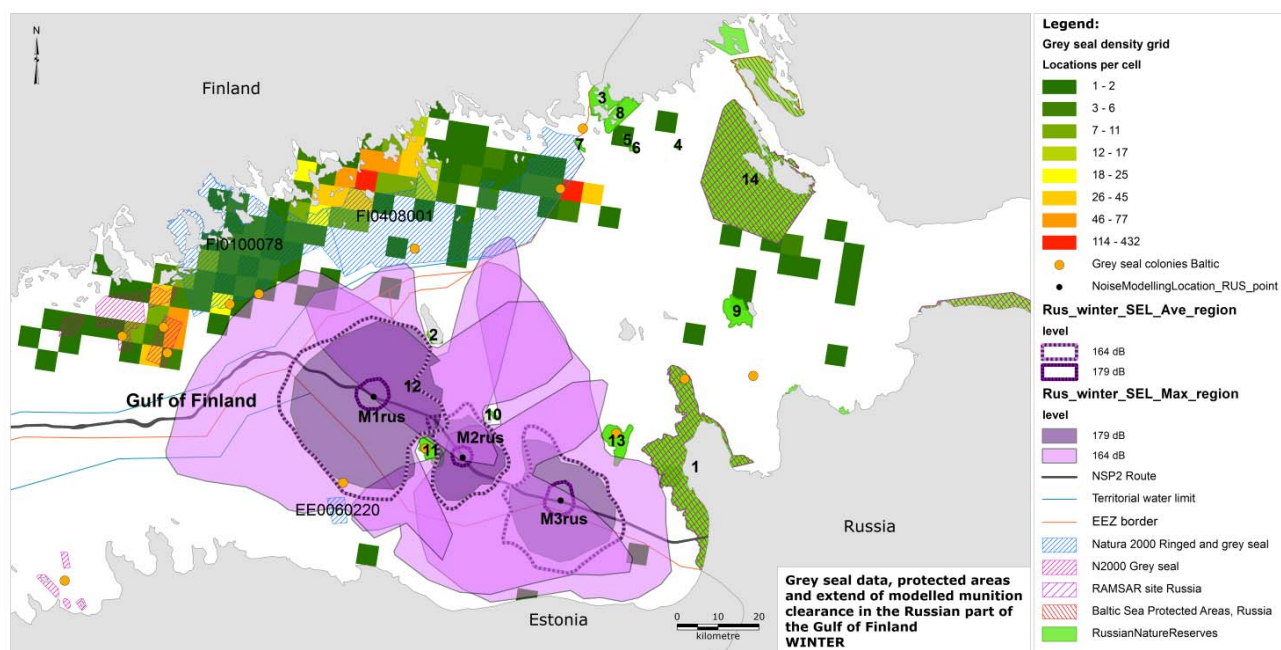 N
Finland
3
8
7
5
6
4
14
FI0408001
FI0100078
9
2
12
Gulf of Finland
M1rus
10
M2rus
11
13
1
EE0060220
M3rus
Russia
Estonia
Grey seal data, protected areas
and extend of modelled munition
clearance in the Russian part of
the Gulf of Finland
WINTER
0 5 10 20
kilometre
Legend:
Grey seal density grid
Locations per cell
1 - 2
3 - 6
7 - 11
12 - 17
18 - 25
26 - 45
46 - 77
114 - 432
Grey seal colonies Baltic
NoiseModellingLocation_RUS_point
Rus_winter_SEL_Ave_region
level
164 dB
179 dB
Rus_winter_SEL_Max_region
level
179 dB
164 dB
NSP2 Route
Territorial water limit
EEZ border
Natura 2000 Ringed and grey seal
N2000 Grey seal
RAMSAR site Russia
Baltic Sea Protected Areas, Russia
RussianNatureReserves